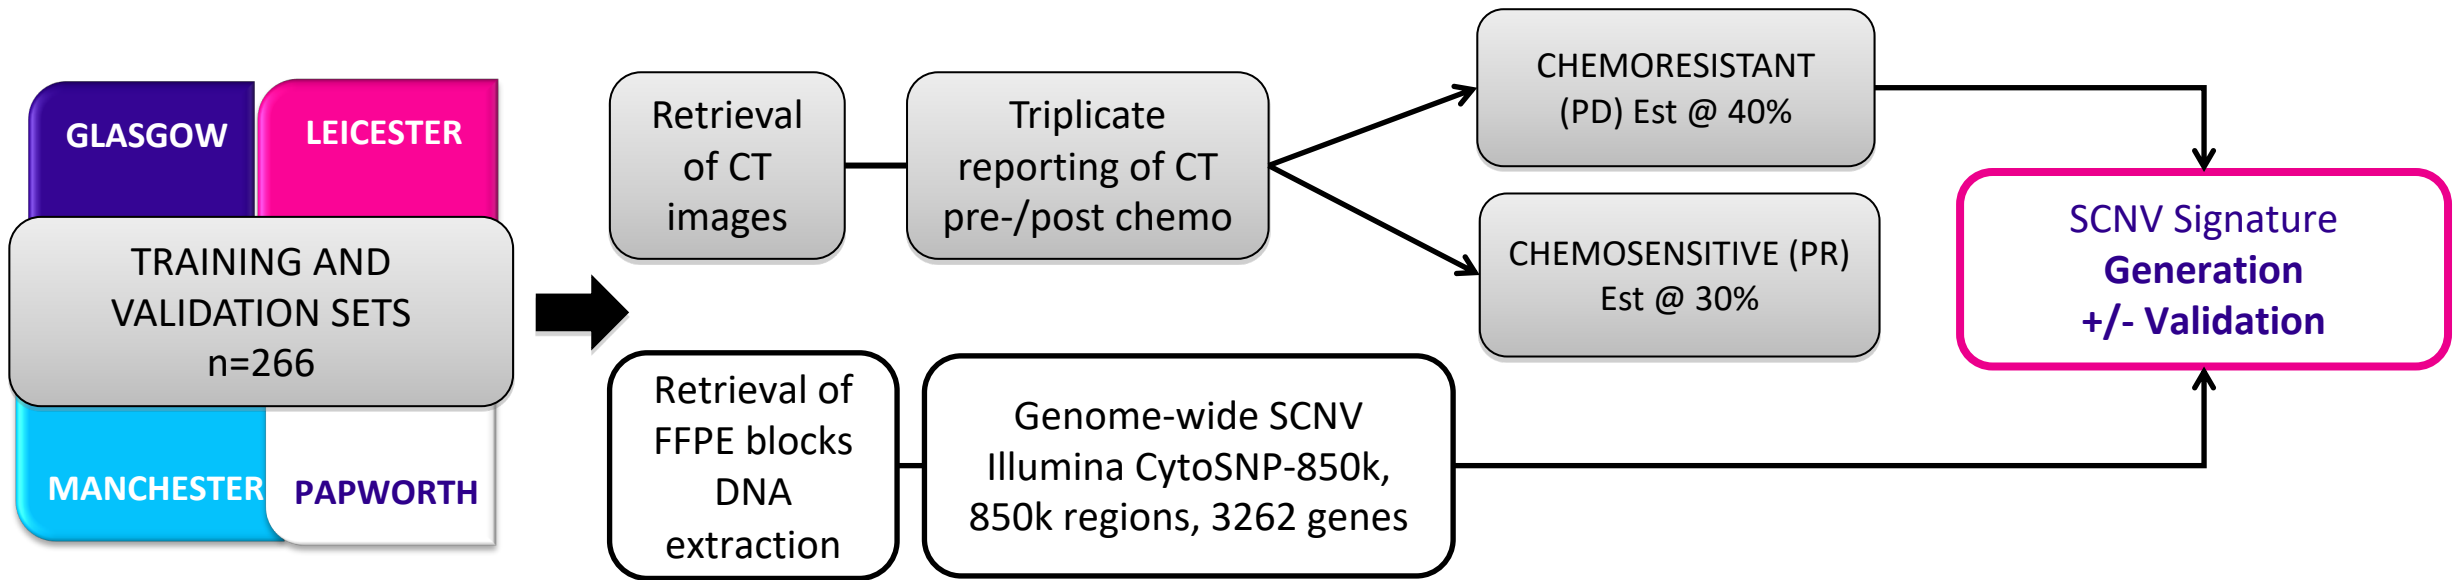 GLASGOW
LEICESTER
TRAINING AND
VALIDATION SETS
n=266
MANCHESTER
PAPWORTH
Retrieval
of CT
images
Triplicate
reporting of CT
pre-/post chemo
CHEMORESISTANT
(PD) Est @ 40%
CHEMOSENSITIVE (PR)
Est @ 30%
Retrieval of
FFPE blocks
DNA
extraction
Genome-wide SCNV
Illumina CytoSNP-850k,
850k regions, 3262 genes
SCNV Signature
Generation
+/- Validation